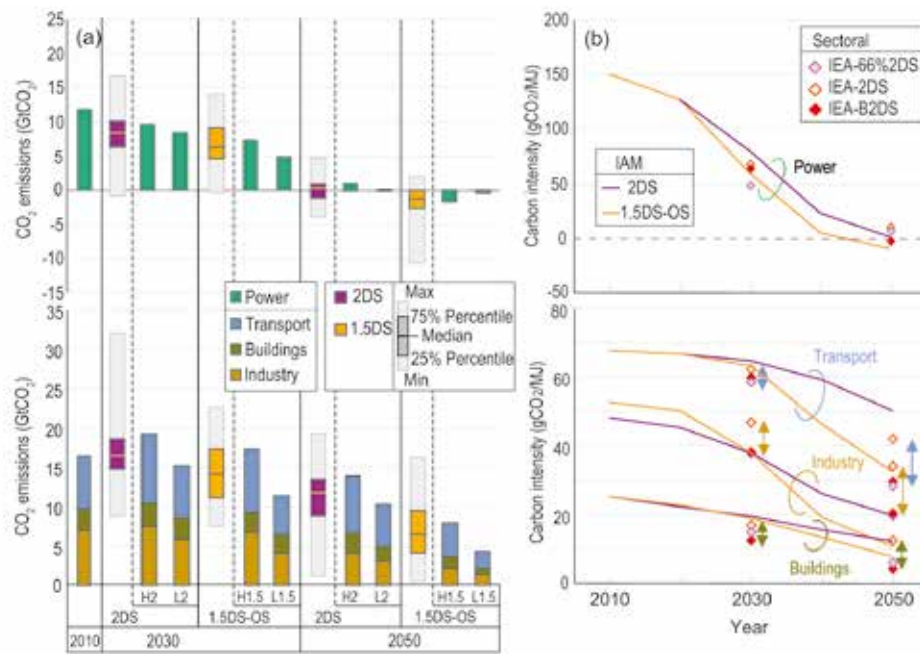 (a)
CO2 emissions (GtCO2)
25
20
15
10
5
0
-5
-10
-15
35
30
25
20
15
10
5
0
CO2 emissions (GtCO2)
Power
Transport
Buildings
Industry
2DS
1.5DS
Max
75% Percentile
Median
25% Percentile
Min
H2 L2 H1.5 L1.5 H2 L2 H1.5 L1.5
2DS 1.5DS-OS 2DS 1.5DS-OS
2010 2030 2050
(b)
Carbon intensity (gCO2/MJ)
200
150
100
50
0
-50
Sectoral
IEA-66%2DS
IEA-2DS
IEA-B2DS
IAM
2DS
1.5DS-OS
Power
Carbon intensity (gCO2/MJ)
80
60
40
20
0
Transport
Industry
Buildings
2010 2030 2050
Year